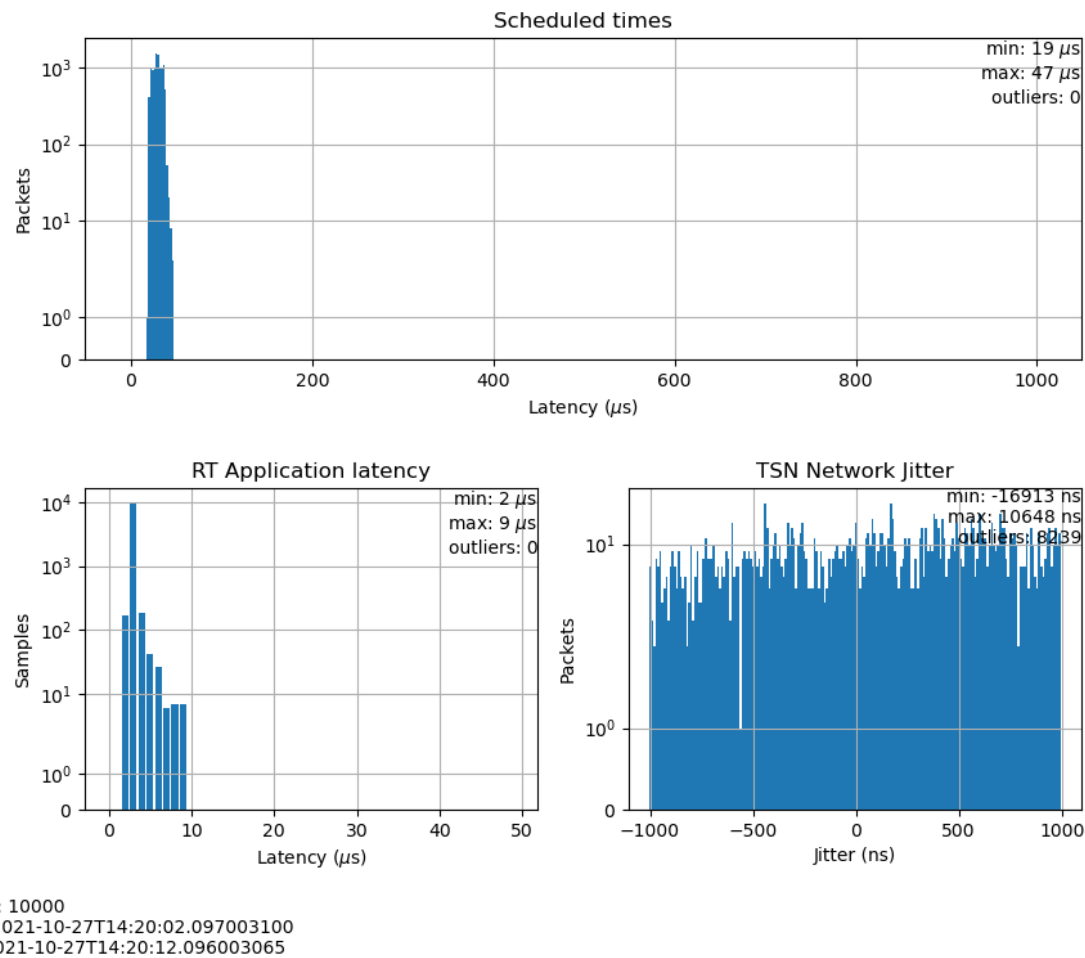 Scheduled times
min: 19 μs
max: 47 μs
outliers: 0
10³
10²
10¹
10⁰
0
Packets
0 200 400 600 800 1000
Latency (μs)
RT Application latency
min: 2 μs
max: 9 μs
outliers: 0
10⁴
10³
10²
10¹
10⁰
0
Samples
0 10 20 30 40 50
Latency (μs)
TSN Network Jitter
min: -16913 ns
max: 10648 ns
outliers: 8239
10¹
10⁰
0
Packets
−1000 −500 0 500 1000
Jitter (ns)
: 10000
021-10-27T14:20:02.097003100
021-10-27T14:20:12.096003065